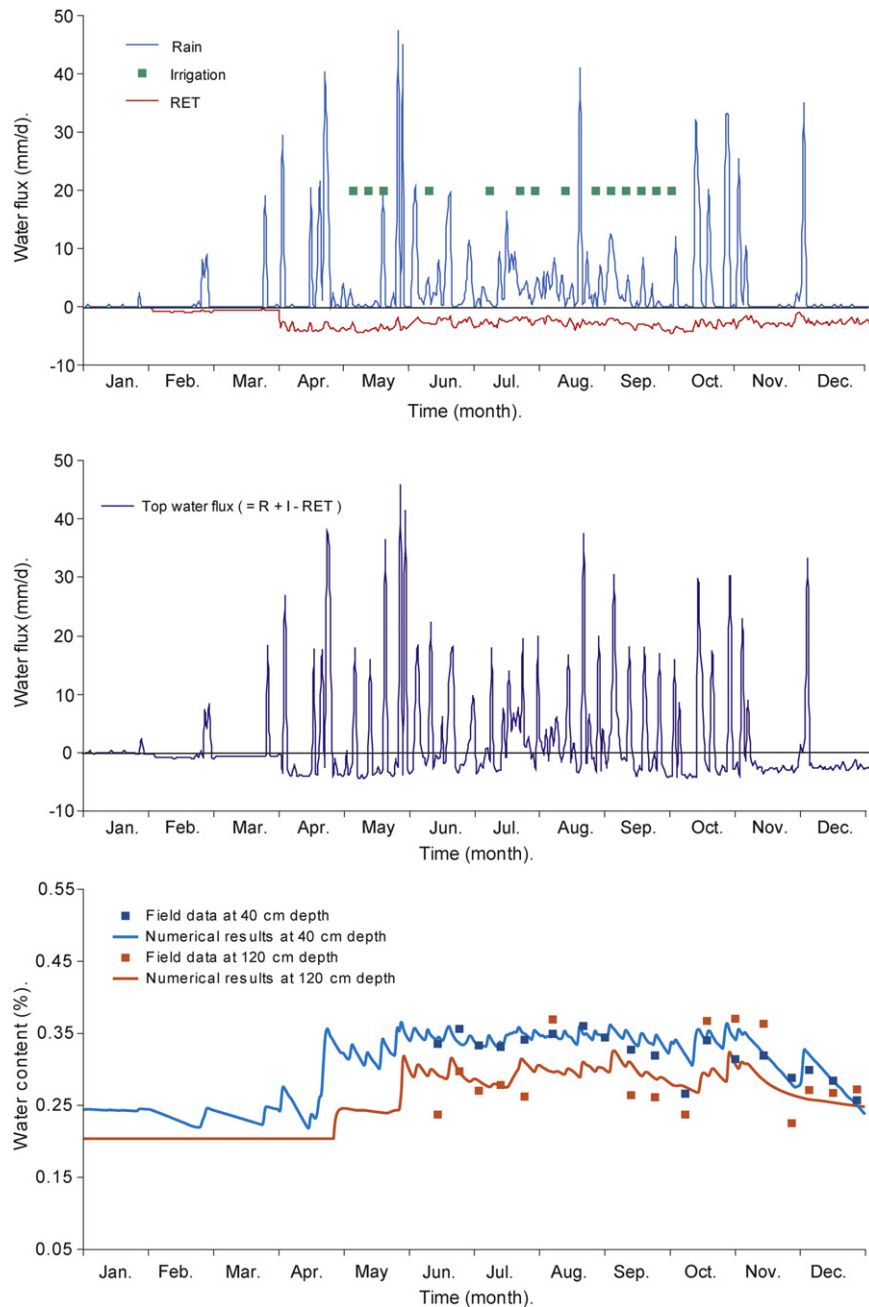 50
40
30
20
10
0
-10
Water flux (mm/d).
Rain
Irrigation
RET
Jan. Feb. Mar. Apr. May Jun. Jul. Aug. Sep. Oct. Nov. Dec.
Time (month).
50
40
30
20
10
0
-10
Water flux (mm/d).
Top water flux ( = R + I - RET )
Jan. Feb. Mar. Apr. May Jun. Jul. Aug. Sep. Oct. Nov. Dec.
Time (month).
0.55
0.45
0.35
0.25
0.15
0.05
Water content (%).
Field data at 40 cm depth
Numerical results at 40 cm depth
Field data at 120 cm depth
Numerical results at 120 cm depth
Jan. Feb. Mar. Apr. May Jun. Jul. Aug. Sep. Oct. Nov. Dec.
Time (month).